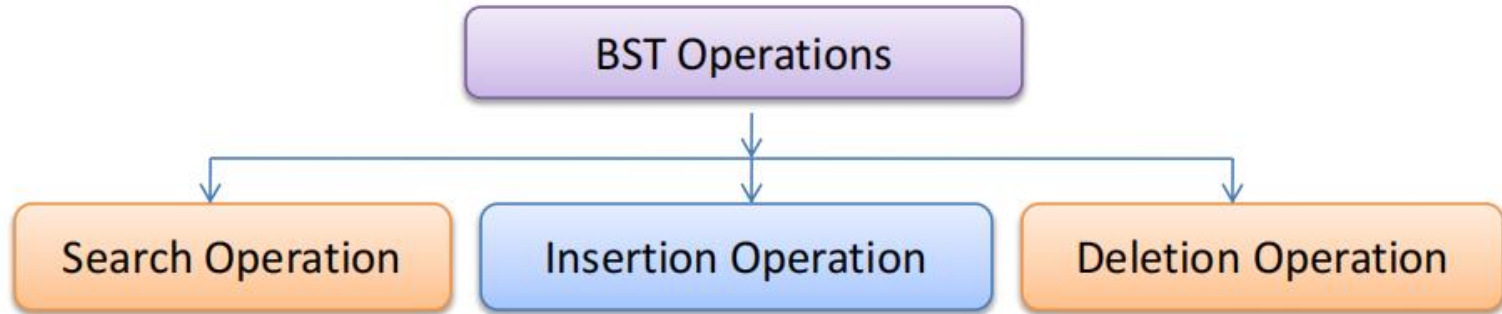 BST Operations
Search Operation
Insertion Operation
Deletion Operation